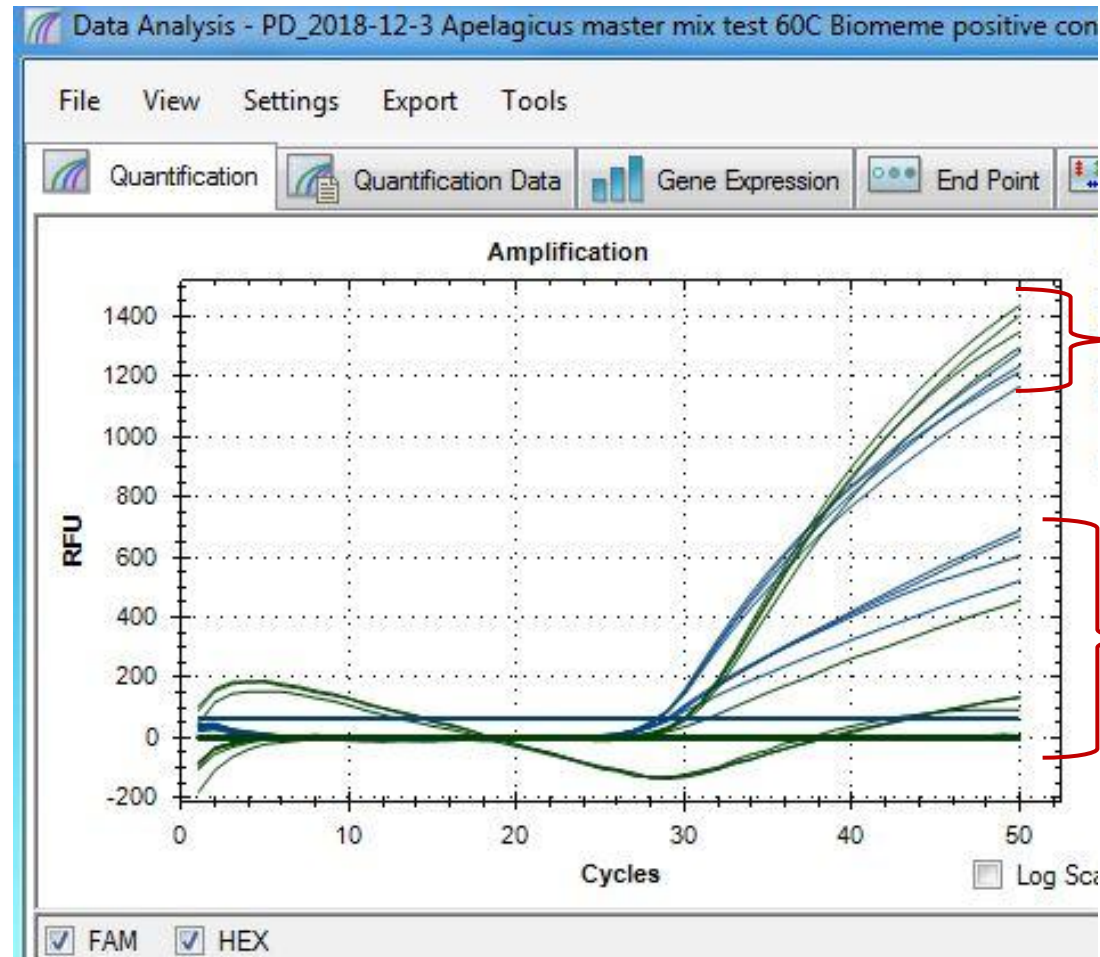 Data Analysis - PD_2018-12-3 Apelagicus master mix test 60C Biomeme positive con
File View Settings Export Tools
Quantification Quantification Data Gene Expression End Point
Amplification
1400
1200
1000
800
600
400
200
0
-200
RFU
0 10 20 30 40 50
Cycles
Log Sca
FAM HEX